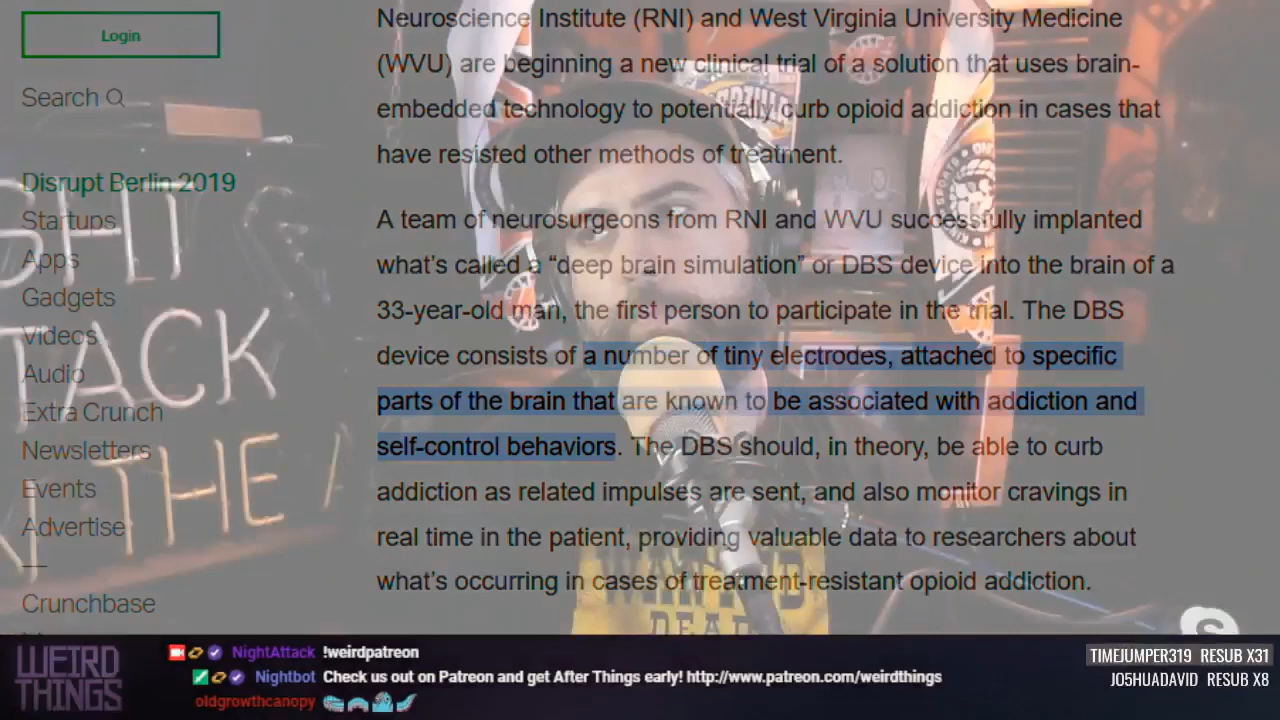 Login
Search
Disrupt Berlin 2019
Startups
Apps
Gadgets
Videos
Audio
Extra Crunch
Newsletters
Events
Advertise
—
Crunchbase
Neuroscience Institute (RNI) and West Virginia University Medicine
(WVU) are beginning a new clinical trial of a solution that uses brain-
embedded technology to potentially curb opioid addiction in cases that
have resisted other methods of treatment.
A team of neurosurgeons from RNI and WVU successfully implanted
what’s called a “deep brain simulation” or DBS device into the brain of a
33-year-old man, the first person to participate in the trial. The DBS
device consists of a number of tiny electrodes, attached to specific
parts of the brain that are known to be associated with addiction and
self-control behaviors. The DBS should, in theory, be able to curb
addiction as related impulses are sent, and also monitor cravings in
real time in the patient, providing valuable data to researchers about
what’s occurring in cases of treatment-resistant opioid addiction.
TACK
THE
WANTED
DEAD
WEIRD
THINGS
NightAttack !weirdpatreon
Nightbot Check us out on Patreon and get After Things early! http://www.patreon.com/weirdthings
oldgrowthcanopy
TIMEJUMPER319 RESUB X31
JO5HUADAVID RESUB X8